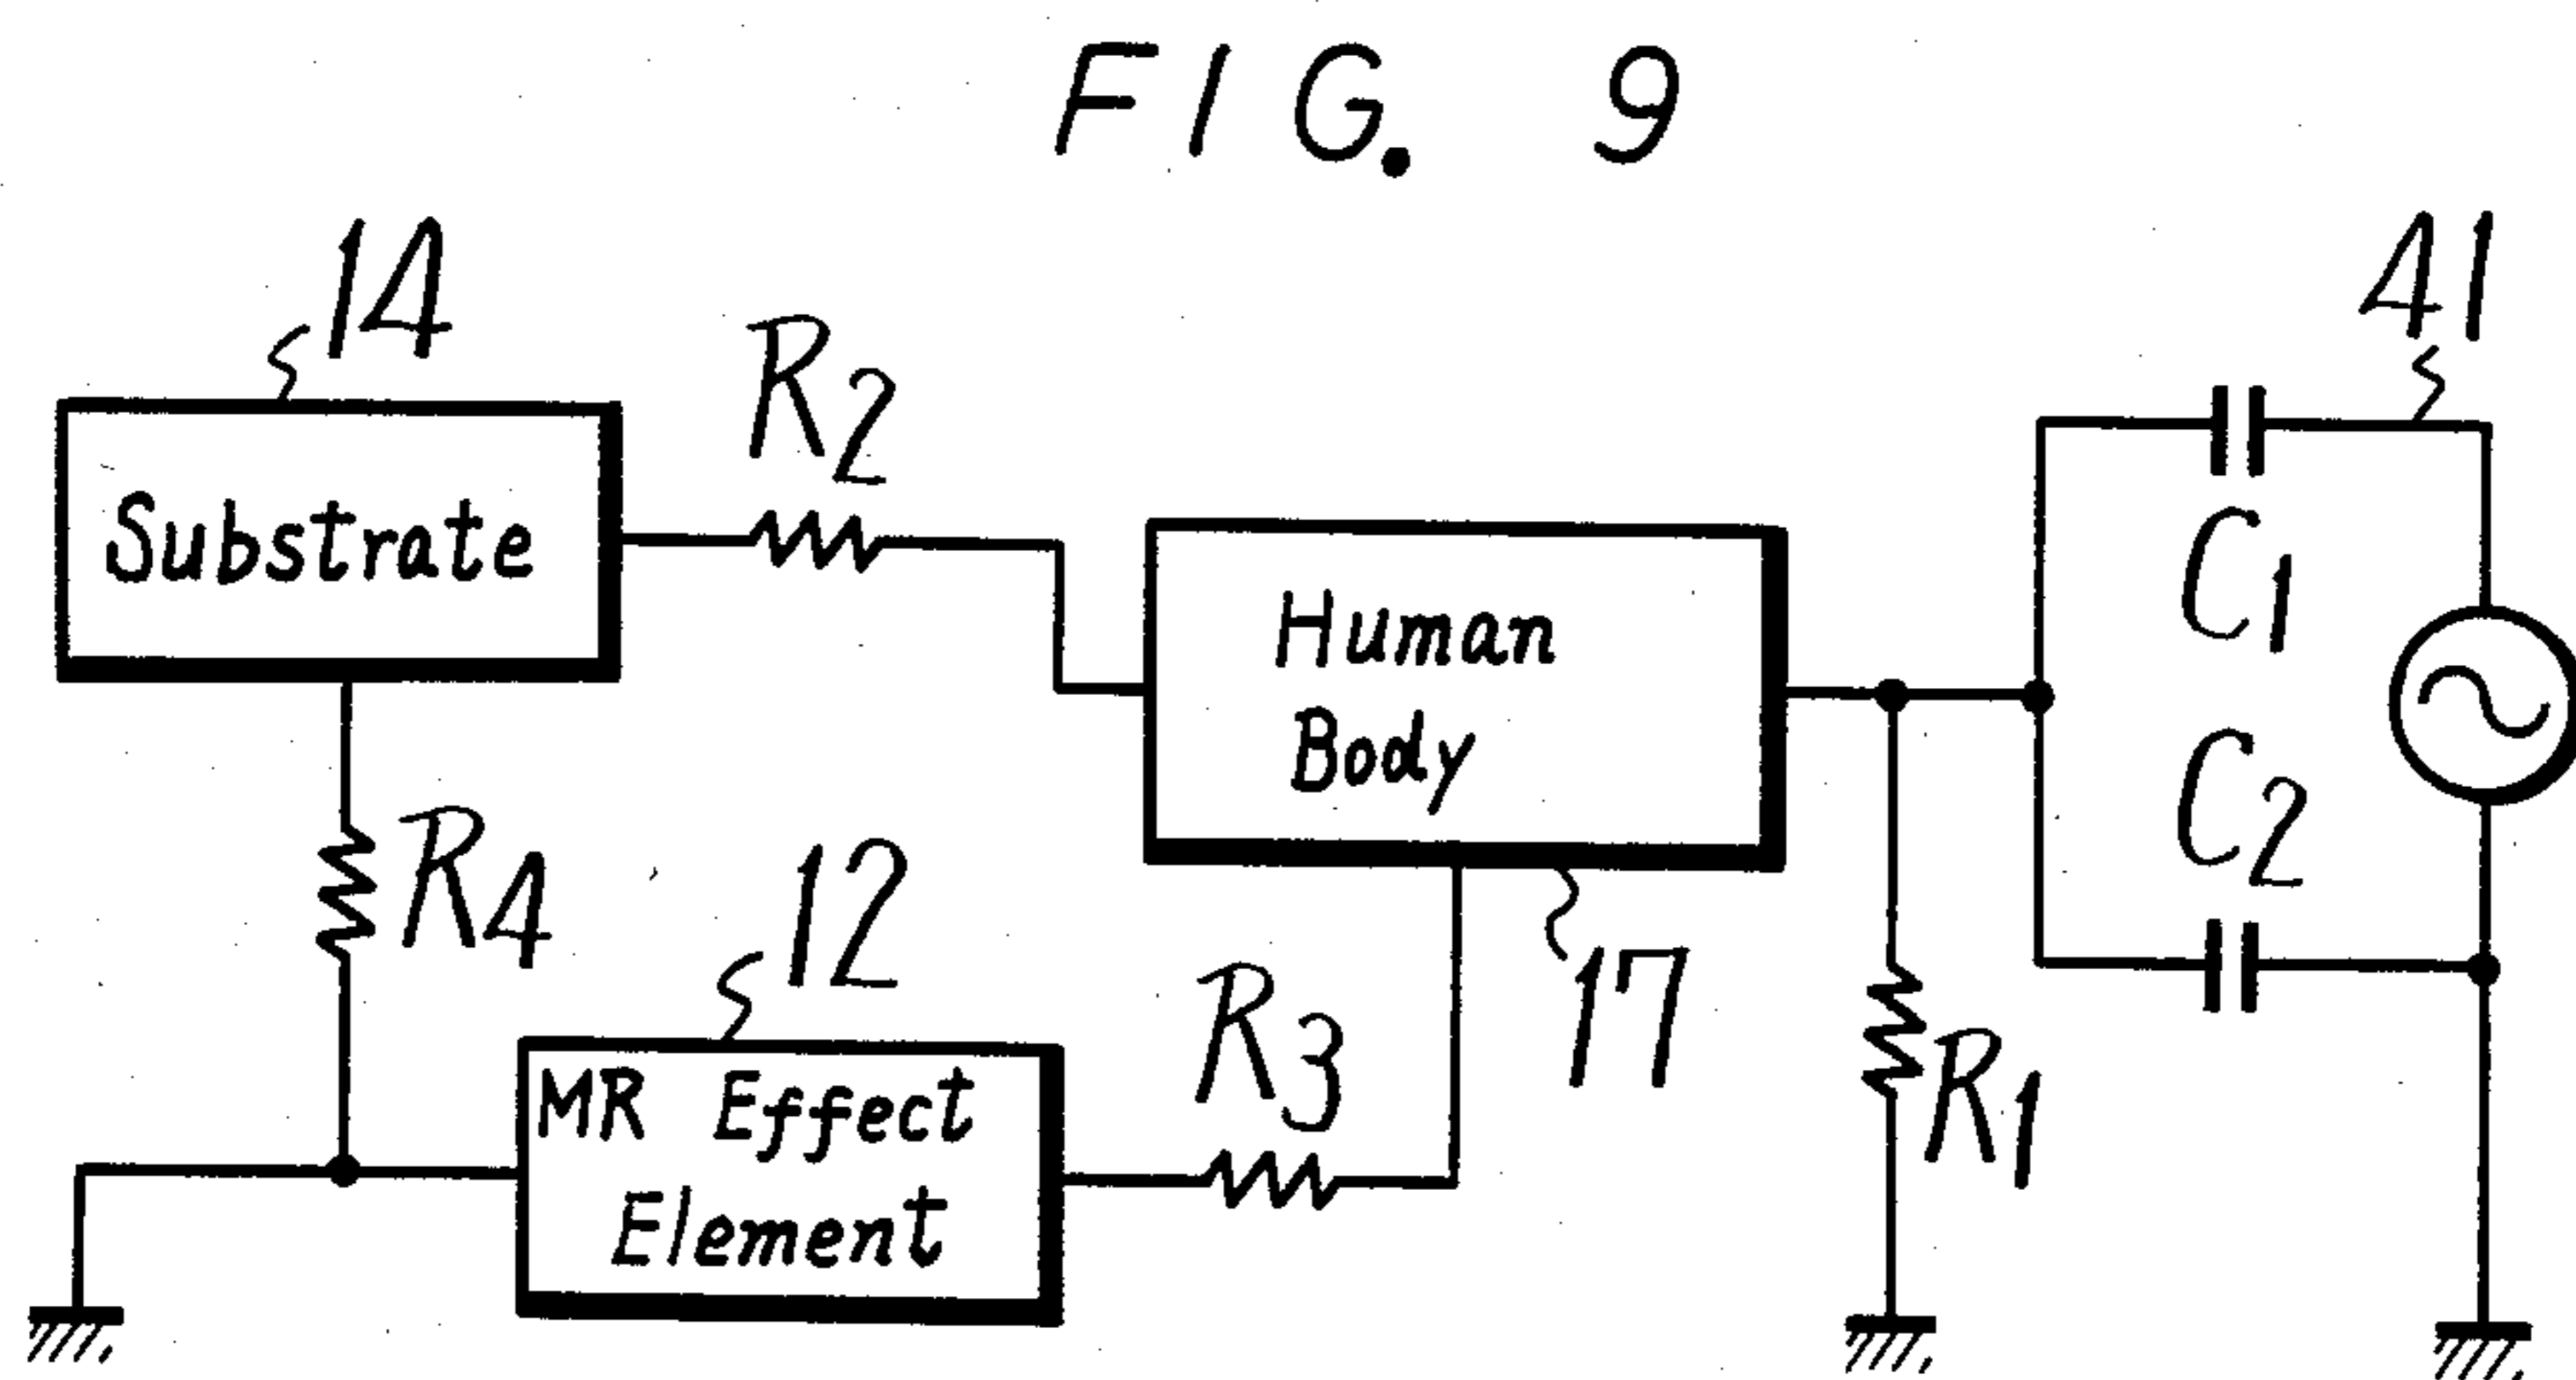 FIG. 9
14
41
R2
Substrate
C1
Human
Body
C2
R4
12
17
R3
R1
MR Effect
Element